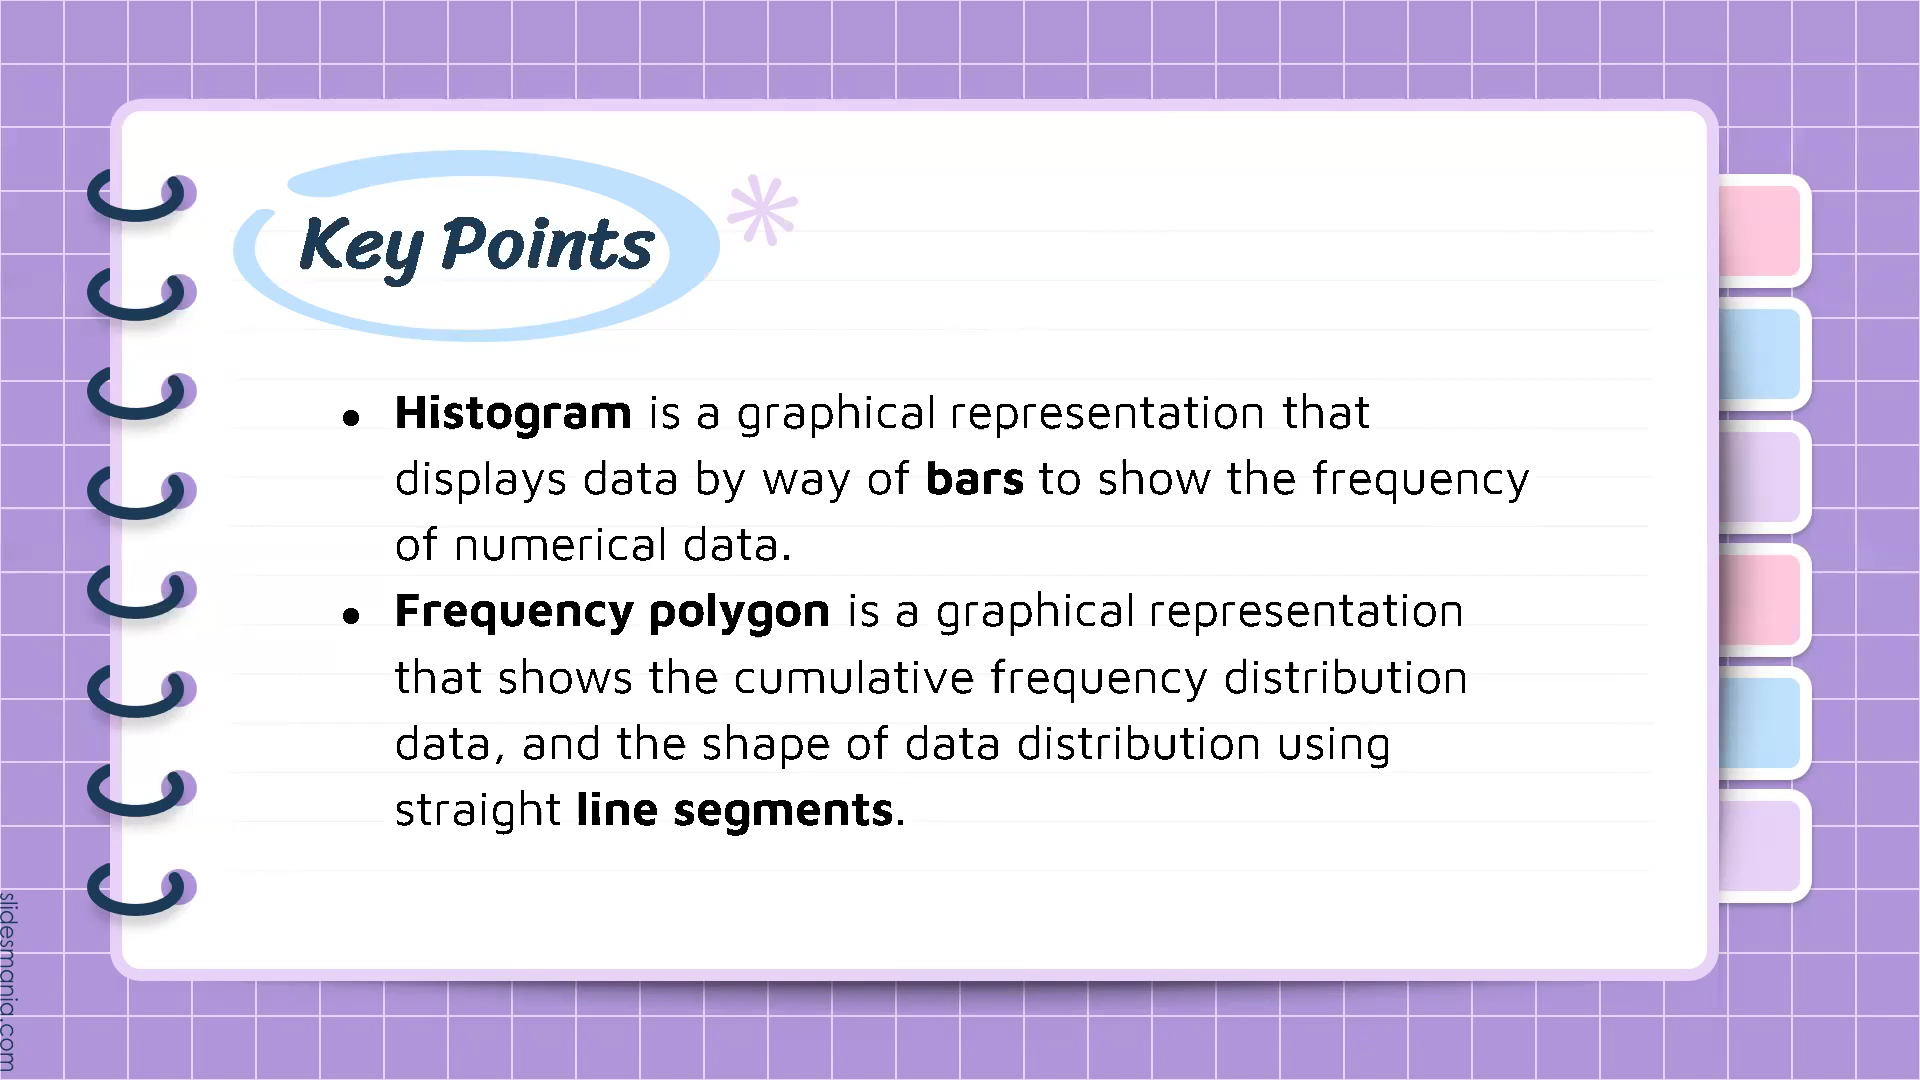 Key Points
• Histogram is a graphical representation that
displays data by way of bars to show the frequency
of numerical data.
• Frequency polygon is a graphical representation
that shows the cumulative frequency distribution
data, and the shape of data distribution using
straight line segments.
slidesmania.com